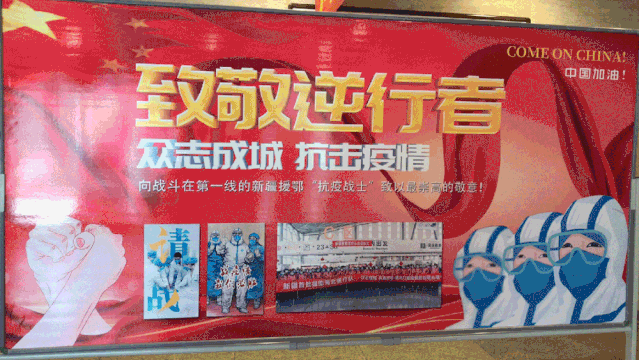 COME ON CHINA!
中国加油!
致敬逆行者
众志成城 抗击疫情
向战斗在第一线的新疆援鄂“抗疫战士”致以最崇高的敬意!
请
战